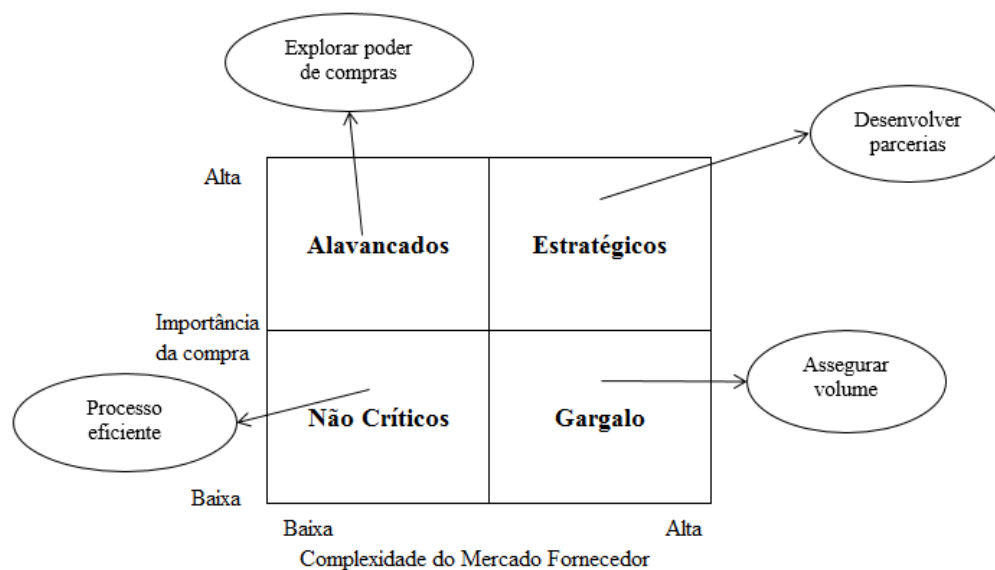 Explorar poder
de compras
Desenvolver
parcerias
Alta
Alavancados
Estratégicos
Importância
da compra
Assegurar
volume
Processo
eficiente
Não Críticos
Gargalo
Baixa
Baixa
Alta
Complexidade do Mercado Fornecedor